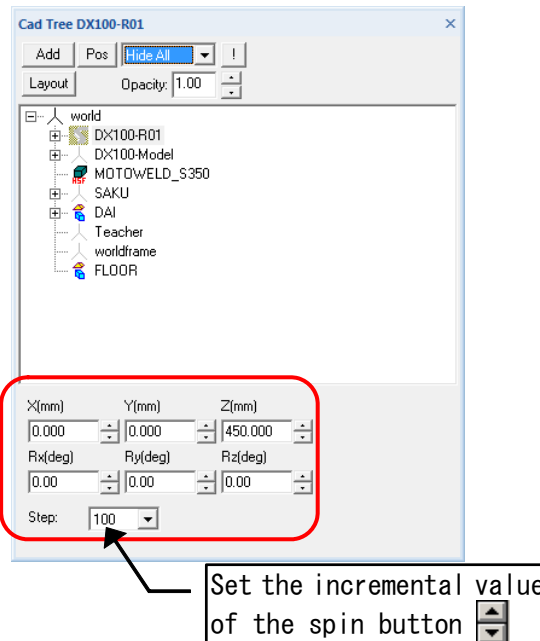 Cad Tree DX100-R01
Add Pos Hide All !
Layout Opacity: 1.00
world
DX100-R01
DX100-Model
HSF MOTOWELD_S350
SAKU
DAI
Teacher
worldframe
FLOOR
X(mm) Y(mm) Z(mm)
0.000 0.000 450.000
Rx(deg) Ry(deg) Rz(deg)
0.00 0.00 0.00
Step: 100
Set the incremental value
of the spin button